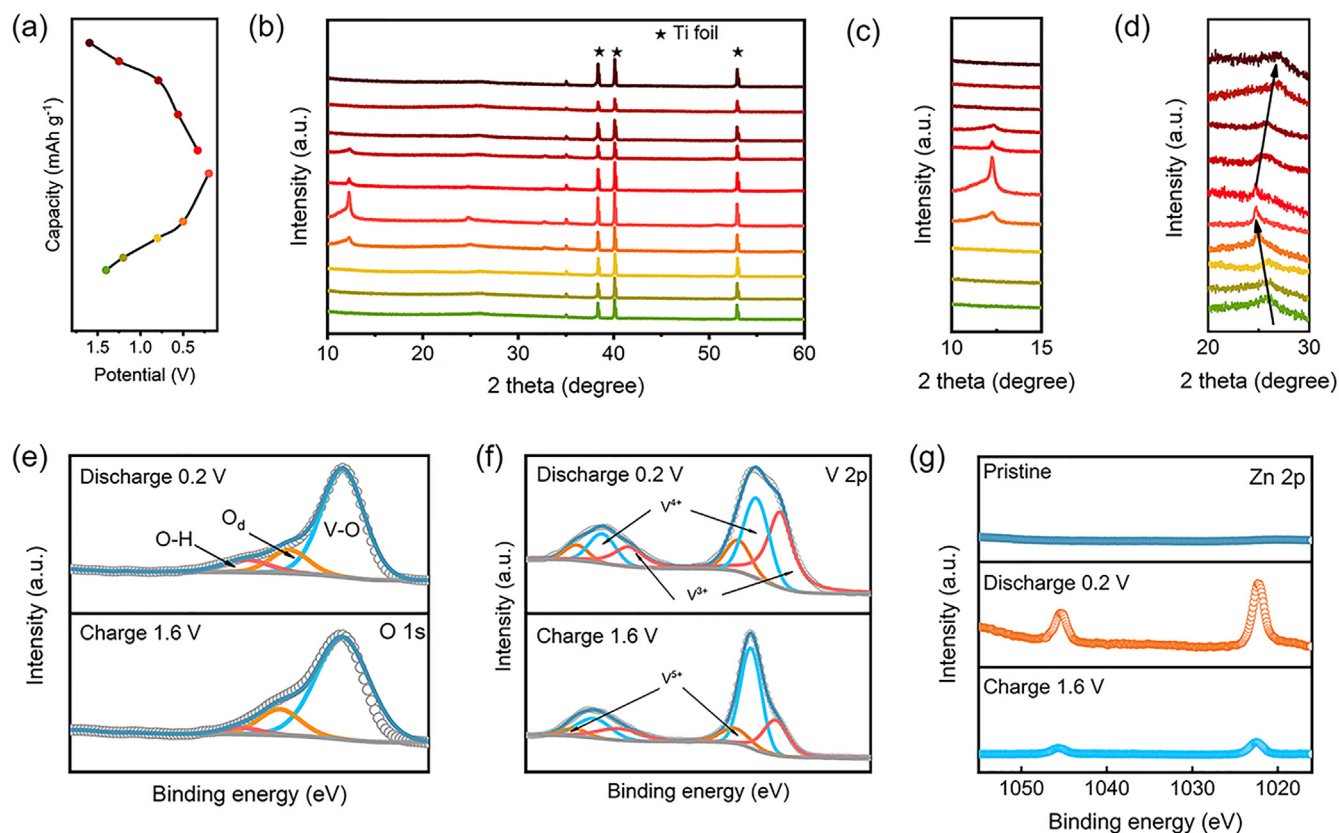 (a)
Capacity (mAh g⁻¹)
1.5 1.0 0.5
Potential (V)
(b)
★ Ti foil
★ ★ ★
Intensity (a.u.)
10 20 30 40 50 60
2 theta (degree)
(c)
Intensity (a.u.)
10 15
2 theta (degree)
(d)
Intensity (a.u.)
20 30
2 theta (degree)
(e)
Discharge 0.2 V
O-H
O_d
V-O
Charge 1.6 V
O 1s
Intensity (a.u.)
Binding energy (eV)
(f)
Discharge 0.2 V
V 2p
V⁴⁺
V³⁺
Charge 1.6 V
V⁵⁺
Intensity (a.u.)
Binding energy (eV)
(g)
Pristine
Zn 2p
Discharge 0.2 V
Charge 1.6 V
Intensity (a.u.)
1050 1040 1030 1020
Binding energy (eV)